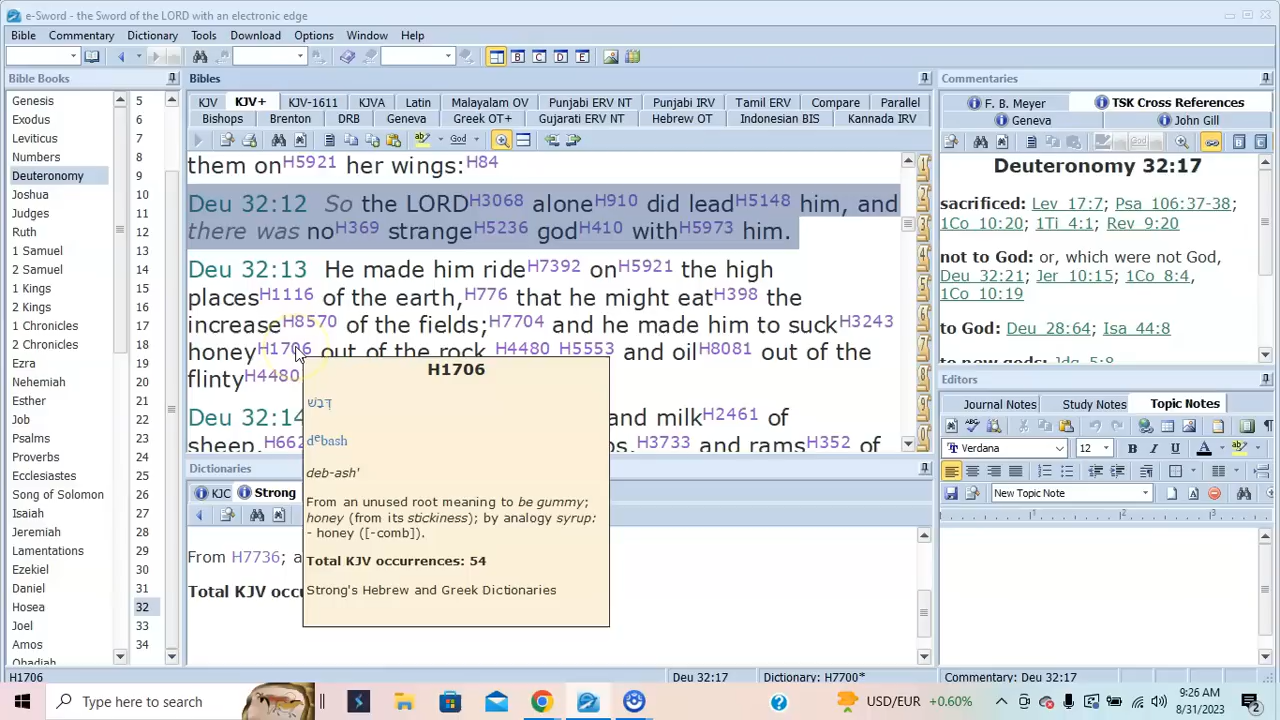 e-Sword - the Sword of the LORD with an electronic edge
Bible Commentary Dictionary Tools Download Options Window Help
Bible Books
Genesis
Exodus
Leviticus
Numbers
Deuteronomy
Joshua
Judges
Ruth
1 Samuel
2 Samuel
1 Kings
2 Kings
1 Chronicles
2 Chronicles
Ezra
Nehemiah
Esther
Job
Psalms
Proverbs
Ecclesiastes
Song of Solomon
Isaiah
Jeremiah
Lamentations
Ezekiel
Daniel
Hosea
Joel
Amos
Obadiah
5
6
7
8
9
10
11
12
13
14
15
16
17
18
19
20
21
22
23
24
25
26
27
28
29
30
31
32
33
34
Bibles
KJV KJV+ KJV-1611 KJVA Latin Malayalam OV Punjabi ERV NT Punjabi IRV Tamil ERV Compare Parallel
Bishops Brenton DRB Geneva Greek OT+ Gujarati ERV NT Hebrew OT Indonesian BIS Kannada IRV
God
them onH5921 her wings:H84
Deu 32:12 So the LORDH3068 aloneH910 did leadH5148 him, and
there was noH369 strangeH5236 godH410 withH5973 him.
Deu 32:13 He made him rideH7392 onH5921 the high
placesH1116 of the earth,H776 that he might eatH398 the
increaseH8570 of the fields;H7704 and he made him to suckH3243
honeyH1706 out of the rock,H4480 H5553 and oilH8081 out of the
flintyH4480
Deu 32:14 and milkH2461 of
sheep,H662 H3733 and ramsH352 of
H1706
דְּבַשׁ
debash
deb-ash'
From an unused root meaning to be gummy;
honey (from its stickiness); by analogy syrup:
- honey ([-comb]).
Total KJV occurrences: 54
Strong's Hebrew and Greek Dictionaries
Dictionaries
KJC Strong
From H7736; a
Total KJV occu
Commentaries
F. B. Meyer TSK Cross References
Geneva John Gill
God
Deuteronomy 32:17
sacrificed: Lev 17:7; Psa 106:37-38;
1Co 10:20; 1Ti 4:1; Rev 9:20
not to God: or, which were not God,
Deu 32:21; Jer 10:15; 1Co 8:4,
1Co 10:19
to God: Deu 28:64; Isa 44:8
Editors
Journal Notes Study Notes Topic Notes
Verdana 12 B I U A ab
New Topic Note
1 2 3
H1706 Deu 32:17 Dictionary: H7700* Commentary: Deu 32:17
Type here to search
USD/EUR +0.60%
9:26 AM
8/31/2023
2